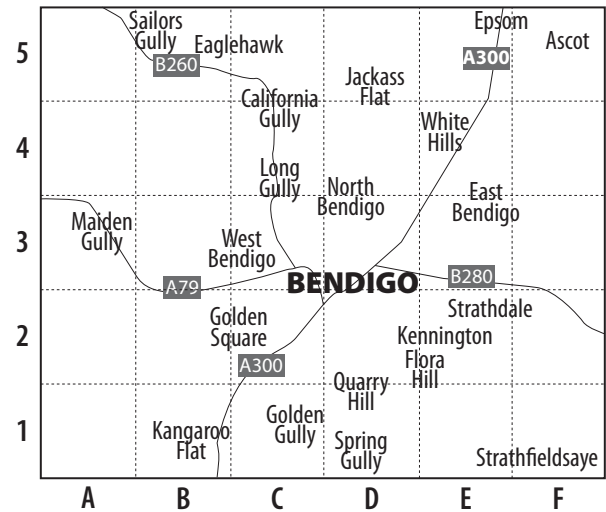 5
Sailors
Gully
Eaglehawk
Epsom
Ascot
B260
A300
Jackass
Flat
California
Gully
4
White
Hills
Long
Gully
North
Bendigo
East
Bendigo
3
Maiden
Gully
West
Bendigo
BENDIGO
A79
B280
2
Golden
Square
Strathdale
Kennington
Flora
Hill
A300
Quarry
Hill
1
Kangaroo
Flat
Golden
Gully
Spring
Gully
Strathfieldsaye
A B C D E F